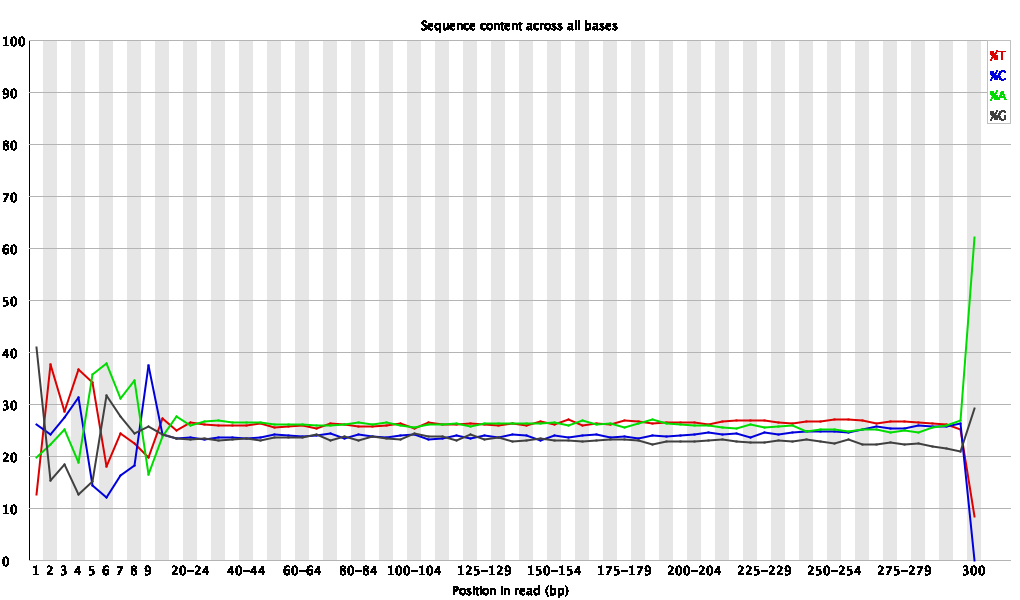 Sequence content across all bases
100
90
80
70
60
50
40
30
20
10
0
%T
%C
%A
%G
1 2 3 4 5 6 7 8 9 20-24 40-44 60-64 80-84 100-104 125-129 150-154 175-179 200-204 225-229 250-254 275-279 300
Position in read (bp)